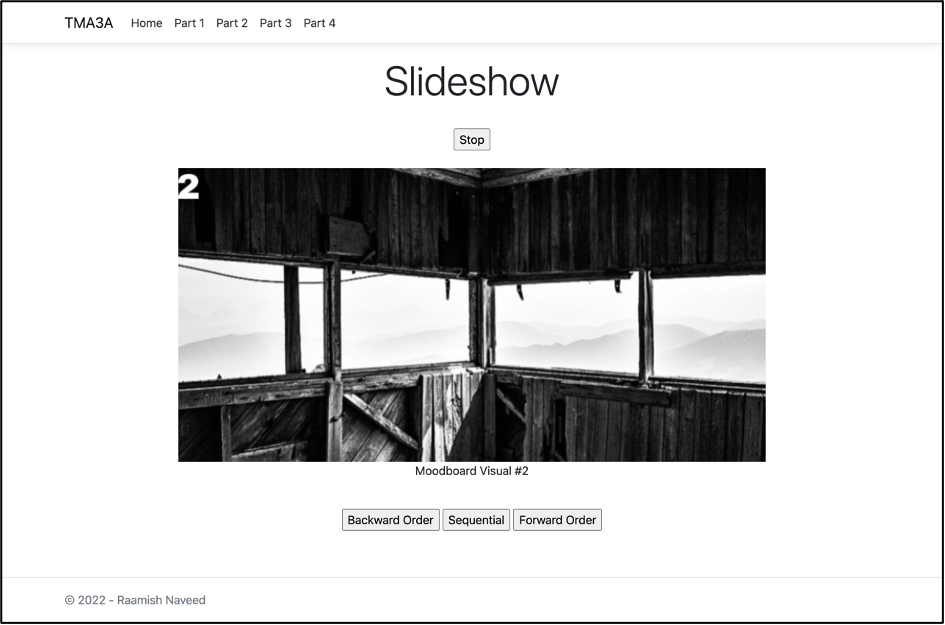 TMA3A Home Part 1 Part 2 Part 3 Part 4
Slideshow
Stop
2
Moodboard Visual #2
Backward Order Sequential Forward Order
© 2022 - Raamish Naveed